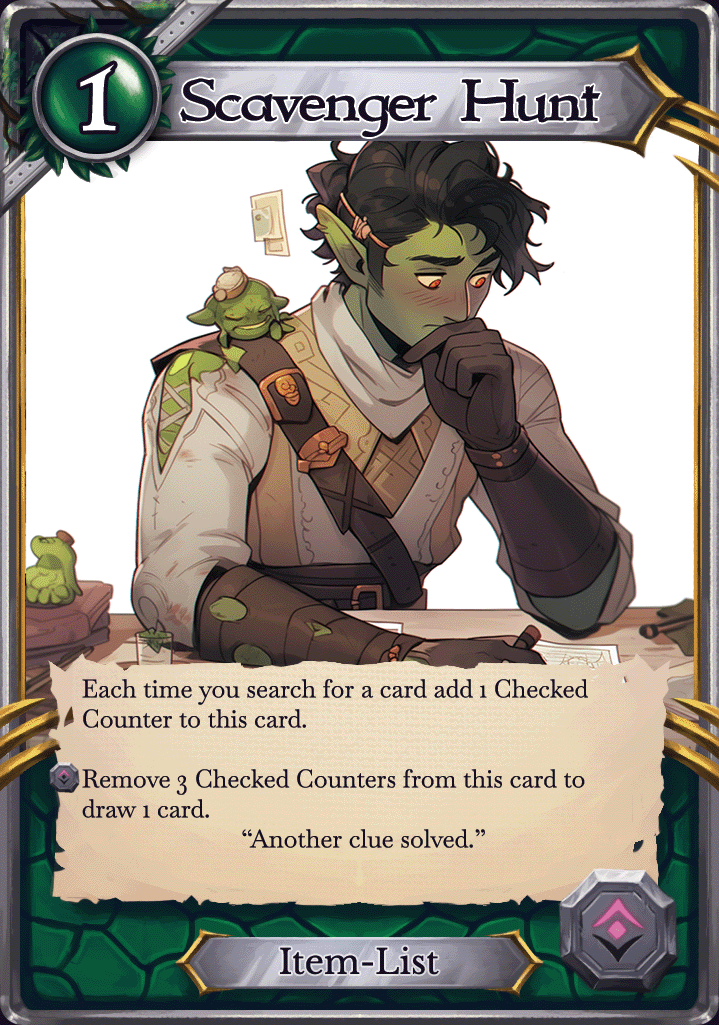 1
Scavenger Hunt
Each time you search for a card add 1 Checked
Counter to this card.
Remove 3 Checked Counters from this card to
draw 1 card.
“Another clue solved.”
Item-List